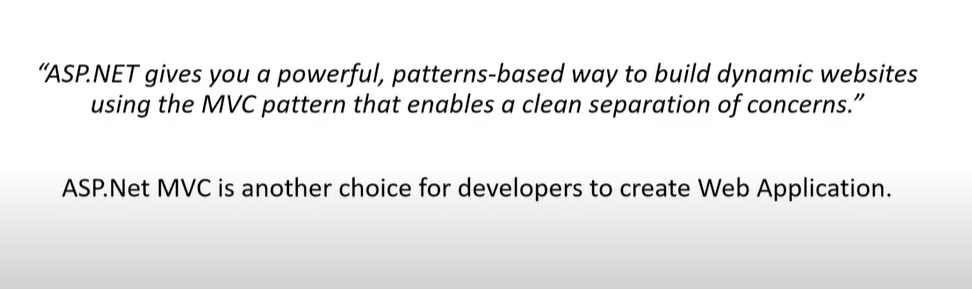 “ASP.NET gives you a powerful, patterns-based way to build dynamic websites
using the MVC pattern that enables a clean separation of concerns.”
ASP.Net MVC is another choice for developers to create Web Application.